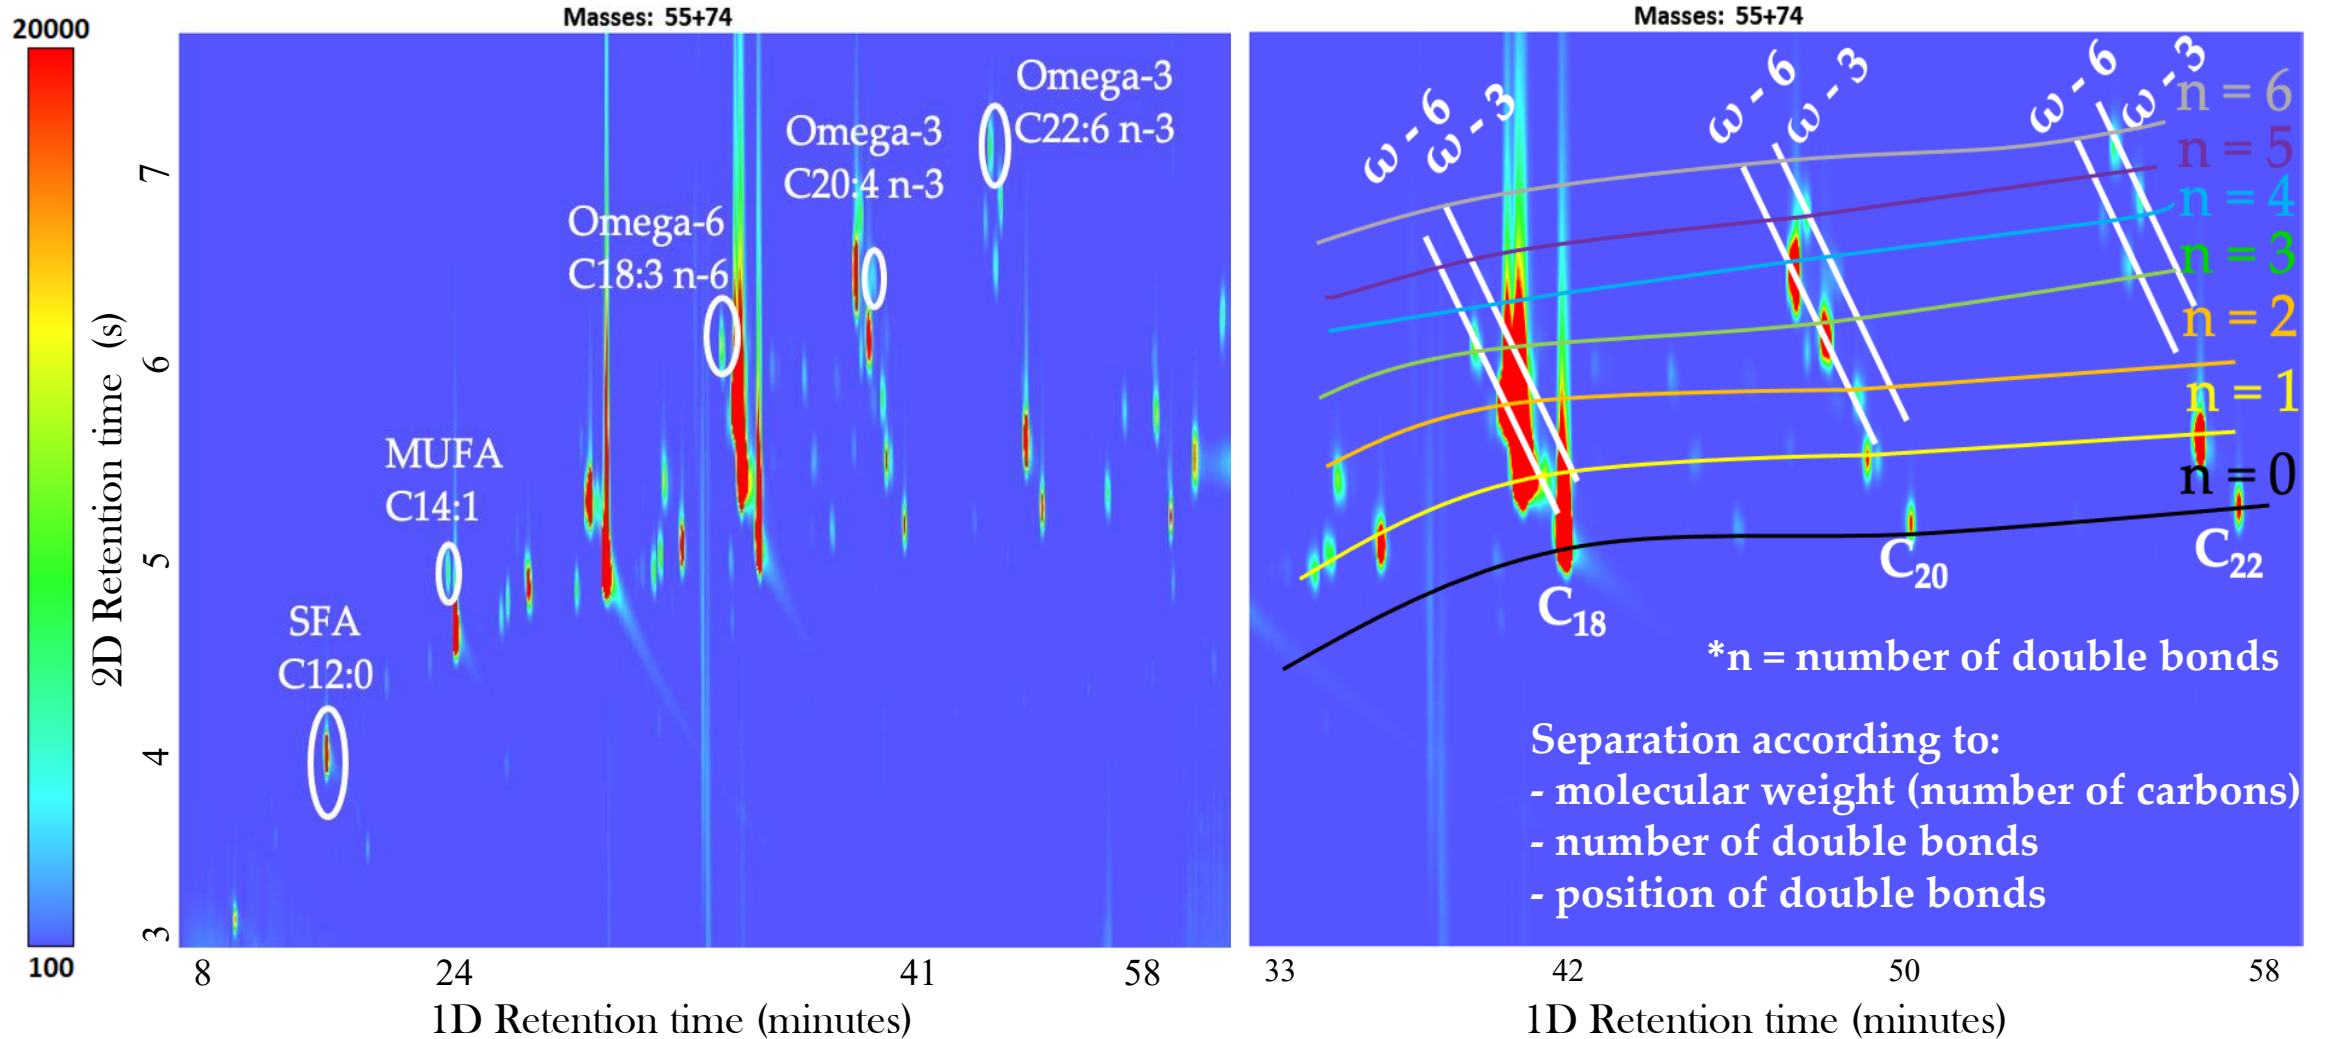 Masses: 55+74
20000
100
2D Retention time (s)
7
6
5
4
3
Omega-3
C22:6 n-3
Omega-3
C20:4 n-3
Omega-6
C18:3 n-6
MUFA
C14:1
SFA
C12:0
8
24
41
58
1D Retention time (minutes)
Masses: 55+74
ω - 6
ω - 3
ω - 6
ω - 3
ω - 6
ω - 3
n = 6
n = 5
n = 4
n = 3
n = 2
n = 1
n = 0
C18
C20
C22
*n = number of double bonds
Separation according to:
- molecular weight (number of carbons)
- number of double bonds
- position of double bonds
33
42
50
58
1D Retention time (minutes)